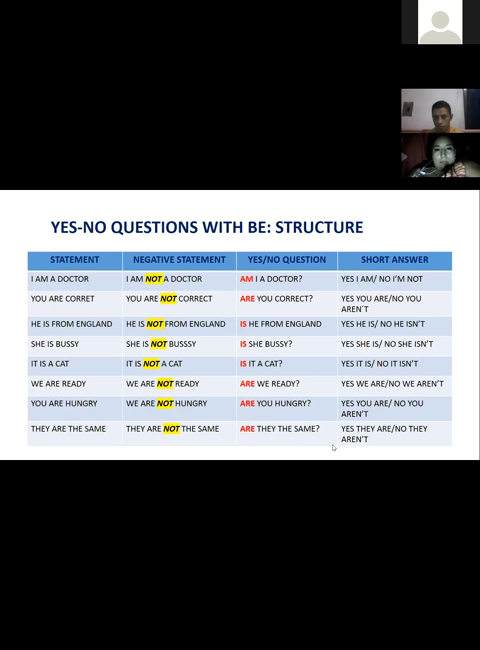 YES-NO QUESTIONS WITH BE: STRUCTURE
STATEMENT NEGATIVE STATEMENT YES/NO QUESTION SHORT ANSWER
I AM A DOCTOR I AM NOT A DOCTOR AM I A DOCTOR? YES I AM/ NO I'M NOT
YOU ARE CORRET YOU ARE NOT CORRECT ARE YOU CORRECT? YES YOU ARE/NO YOU
AREN´T
HE IS FROM ENGLAND HE IS NOT FROM ENGLAND IS HE FROM ENGLAND YES HE IS/ NO HE ISN'T
SHE IS BUSSY SHE IS NOT BUSSSY IS SHE BUSSY? YES SHE IS/ NO SHE ISN'T
IT IS A CAT IT IS NOT A CAT IS IT A CAT? YES IT IS/ NO IT ISN'T
WE ARE READY WE ARE NOT READY ARE WE READY? YES WE ARE/NO WE AREN'T
YOU ARE HUNGRY WE ARE NOT HUNGRY ARE YOU HUNGRY? YES YOU ARE/ NO YOU
AREN'T
THEY ARE THE SAME THEY ARE NOT THE SAME ARE THEY THE SAME? YES THEY ARE/NO THEY
AREN'T